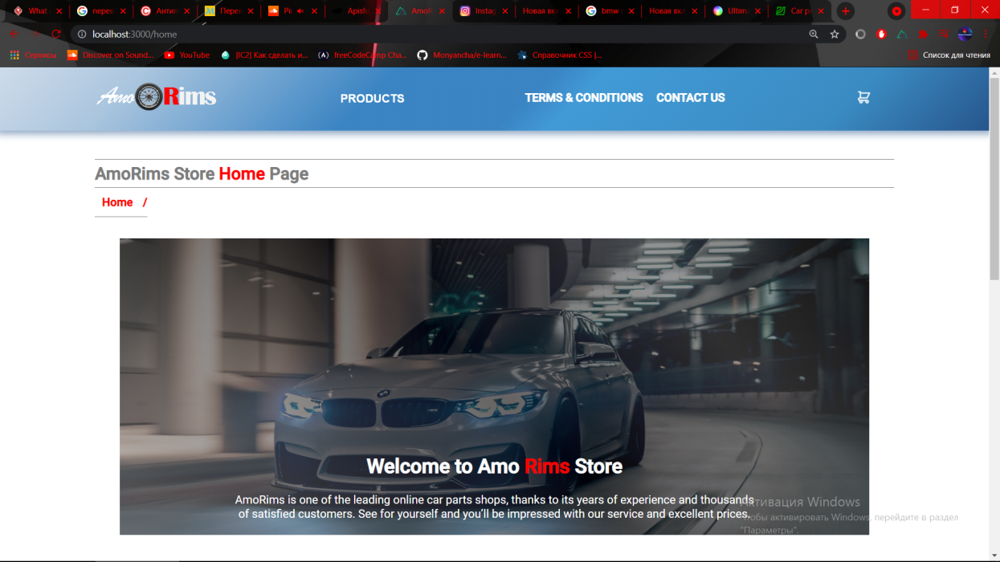 What
перев
Антип
Перев
Pi
Apisfu
Amol
Instag
Новая вкл
bmw
Новая вкл
Ultim
Car p
localhost:3000/home
Сервисы
Discover on Sound...
YouTube
[IC2] Как сделать и...
freeCodeCamp Cha...
Monyancha/e-learn...
Справочник CSS |...
Список для чтения
AmoRims
PRODUCTS
TERMS & CONDITIONS
CONTACT US
AmoRims Store Home Page
Home /
Welcome to Amo Rims Store
AmoRims is one of the leading online car parts shops, thanks to its years of experience and thousands
of satisfied customers. See for yourself and you’ll be impressed with our service and excellent prices.
Активация Windows
Чтобы активировать Windows, перейдите в раздел
"Параметры".